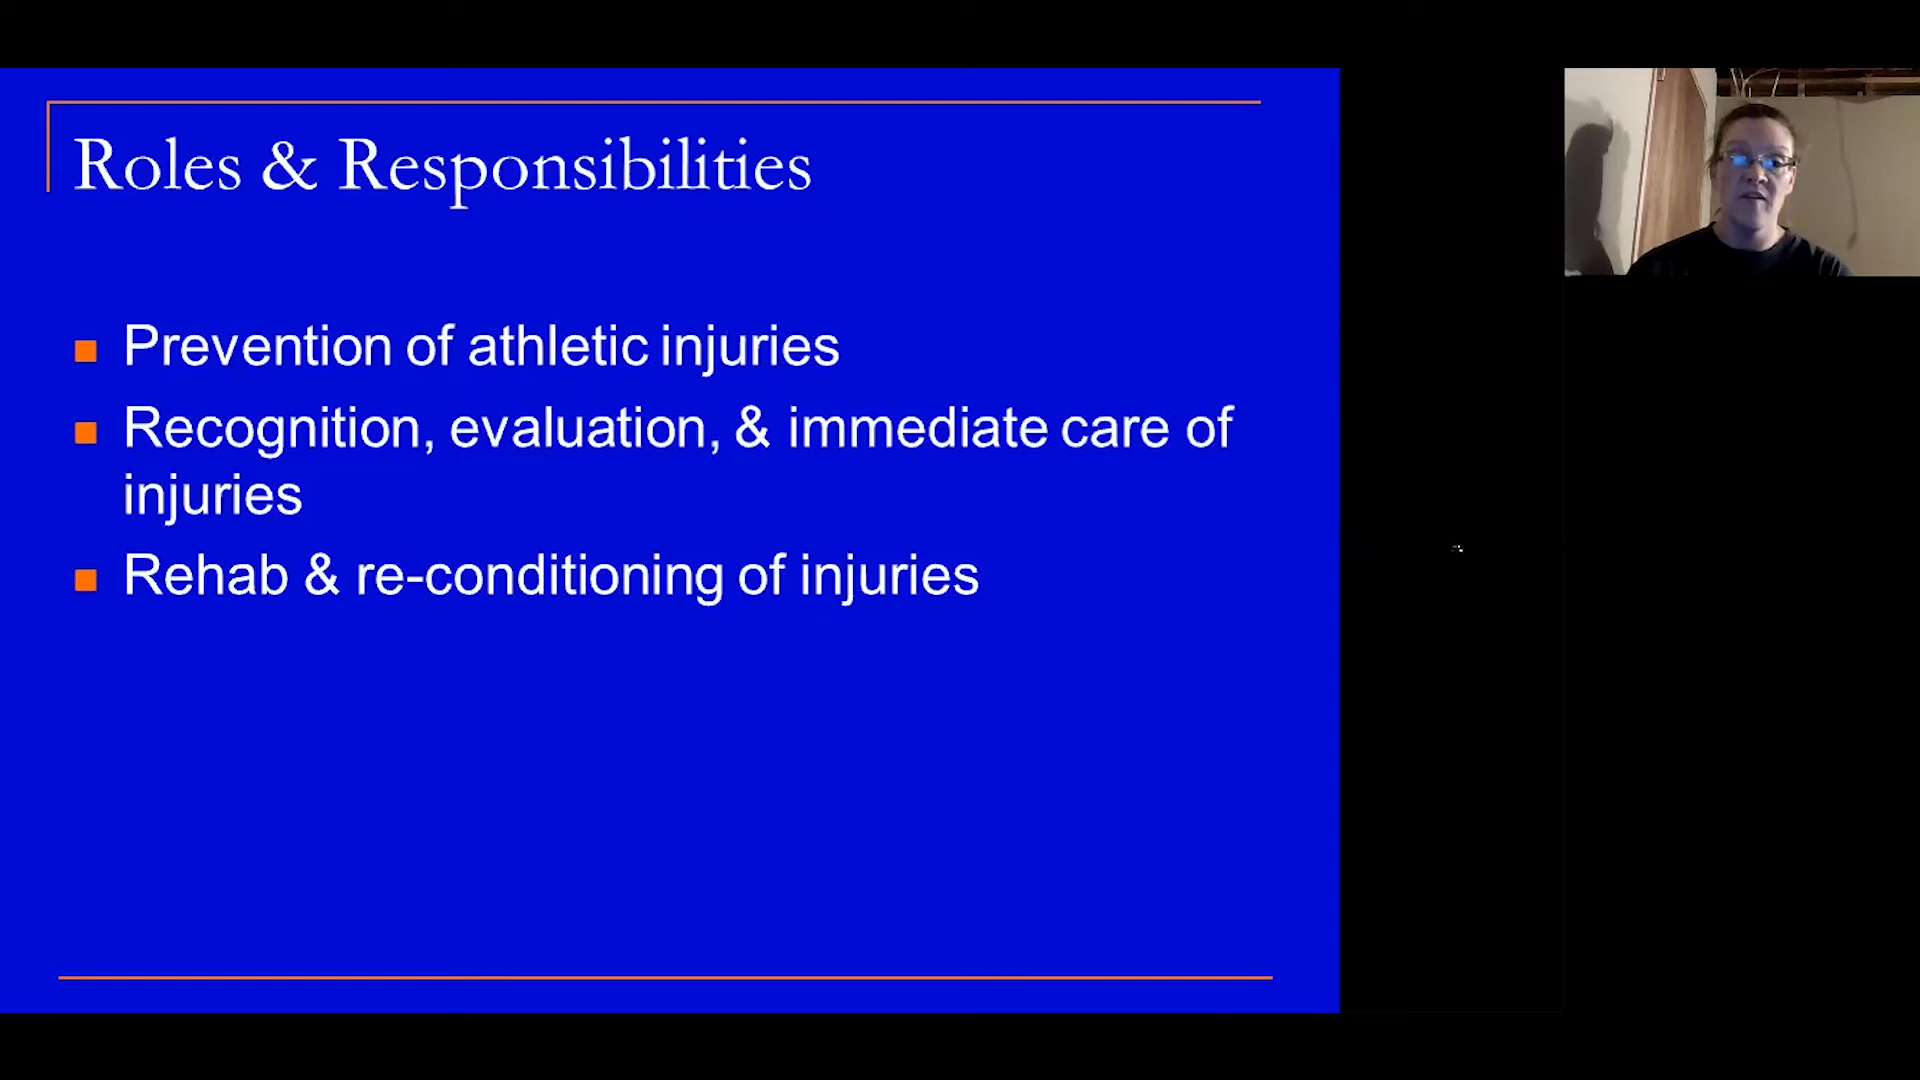 Roles & Responsibilities
Prevention of athletic injuries
Recognition, evaluation, & immediate care of
injuries
Rehab & re-conditioning of injuries